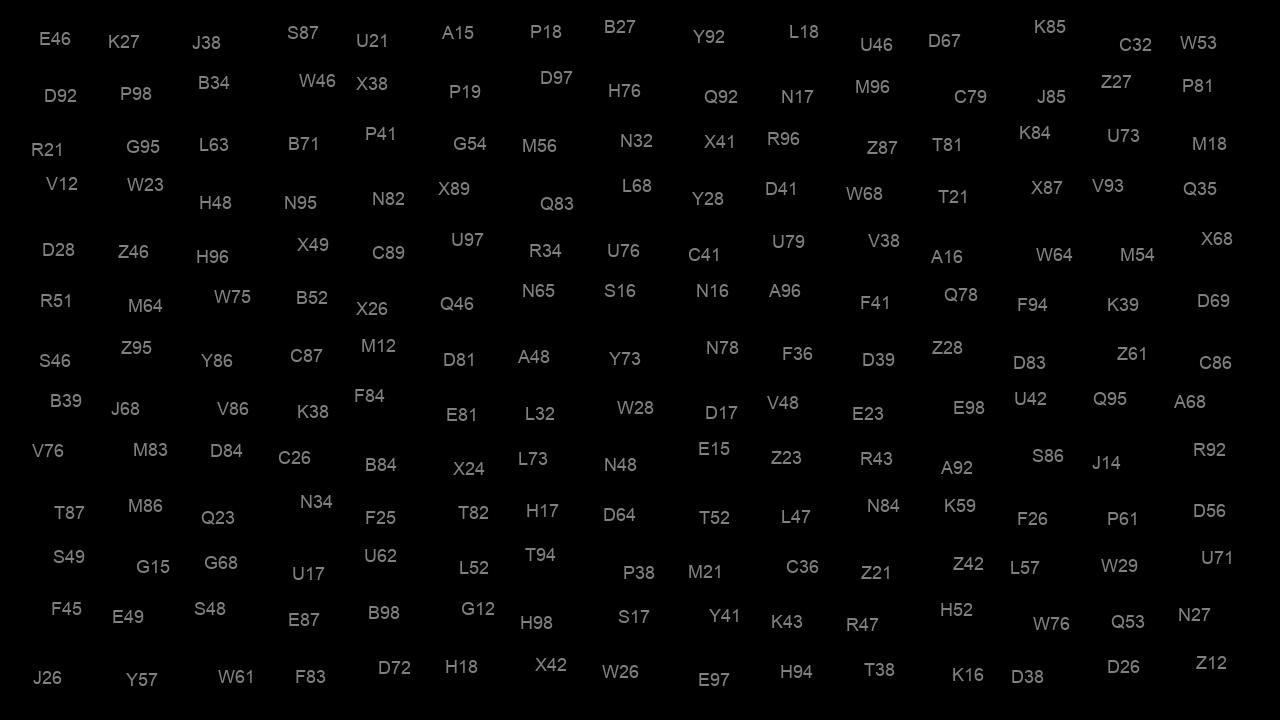 E46 K27 J38 S87 U21 A15 P18 B27 Y92 L18 U46 D67 K85 C32 W53
D92 P98 B34 W46 X38 P19 D97 H76 Q92 N17 M96 C79 J85 Z27 P81
R21 G95 L63 B71 P41 G54 M56 N32 X41 R96 Z87 T81 K84 U73 M18
V12 W23 H48 N95 N82 X89 Q83 L68 Y28 D41 W68 T21 X87 V93 Q35
D28 Z46 H96 X49 C89 U97 R34 U76 C41 U79 V38 A16 W64 M54 X68
R51 M64 W75 B52 X26 Q46 N65 S16 N16 A96 F41 Q78 F94 K39 D69
S46 Z95 Y86 C87 M12 D81 A48 Y73 N78 F36 D39 Z28 D83 Z61 C86
B39 J68 V86 K38 F84 E81 L32 W28 D17 V48 E23 E98 U42 Q95 A68
V76 M83 D84 C26 B84 X24 L73 N48 E15 Z23 R43 A92 S86 J14 R92
T87 M86 Q23 N34 F25 T82 H17 D64 T52 L47 N84 K59 F26 P61 D56
S49 G15 G68 U17 U62 L52 T94 P38 M21 C36 Z21 Z42 L57 W29 U71
F45 E49 S48 E87 B98 G12 H98 S17 Y41 K43 R47 H52 W76 Q53 N27
J26 Y57 W61 F83 D72 H18 X42 W26 E97 H94 T38 K16 D38 D26 Z12